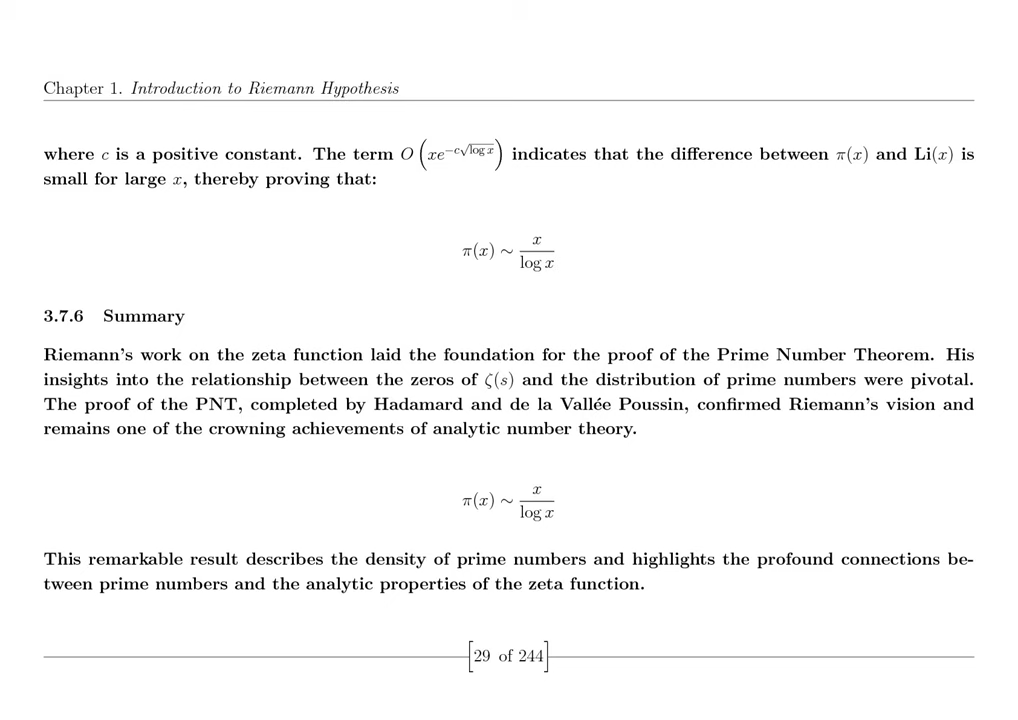 Chapter 1. Introduction to Riemann Hypothesis
where c is a positive constant. The term O(xe^{−c√log x}) indicates that the difference between π(x) and Li(x) is
small for large x, thereby proving that:
π(x) ∼ x / log x
3.7.6 Summary
Riemann's work on the zeta function laid the foundation for the proof of the Prime Number Theorem. His
insights into the relationship between the zeros of ζ(s) and the distribution of prime numbers were pivotal.
The proof of the PNT, completed by Hadamard and de la Vallée Poussin, confirmed Riemann's vision and
remains one of the crowning achievements of analytic number theory.
π(x) ∼ x / log x
This remarkable result describes the density of prime numbers and highlights the profound connections be-
tween prime numbers and the analytic properties of the zeta function.
[29 of 244]